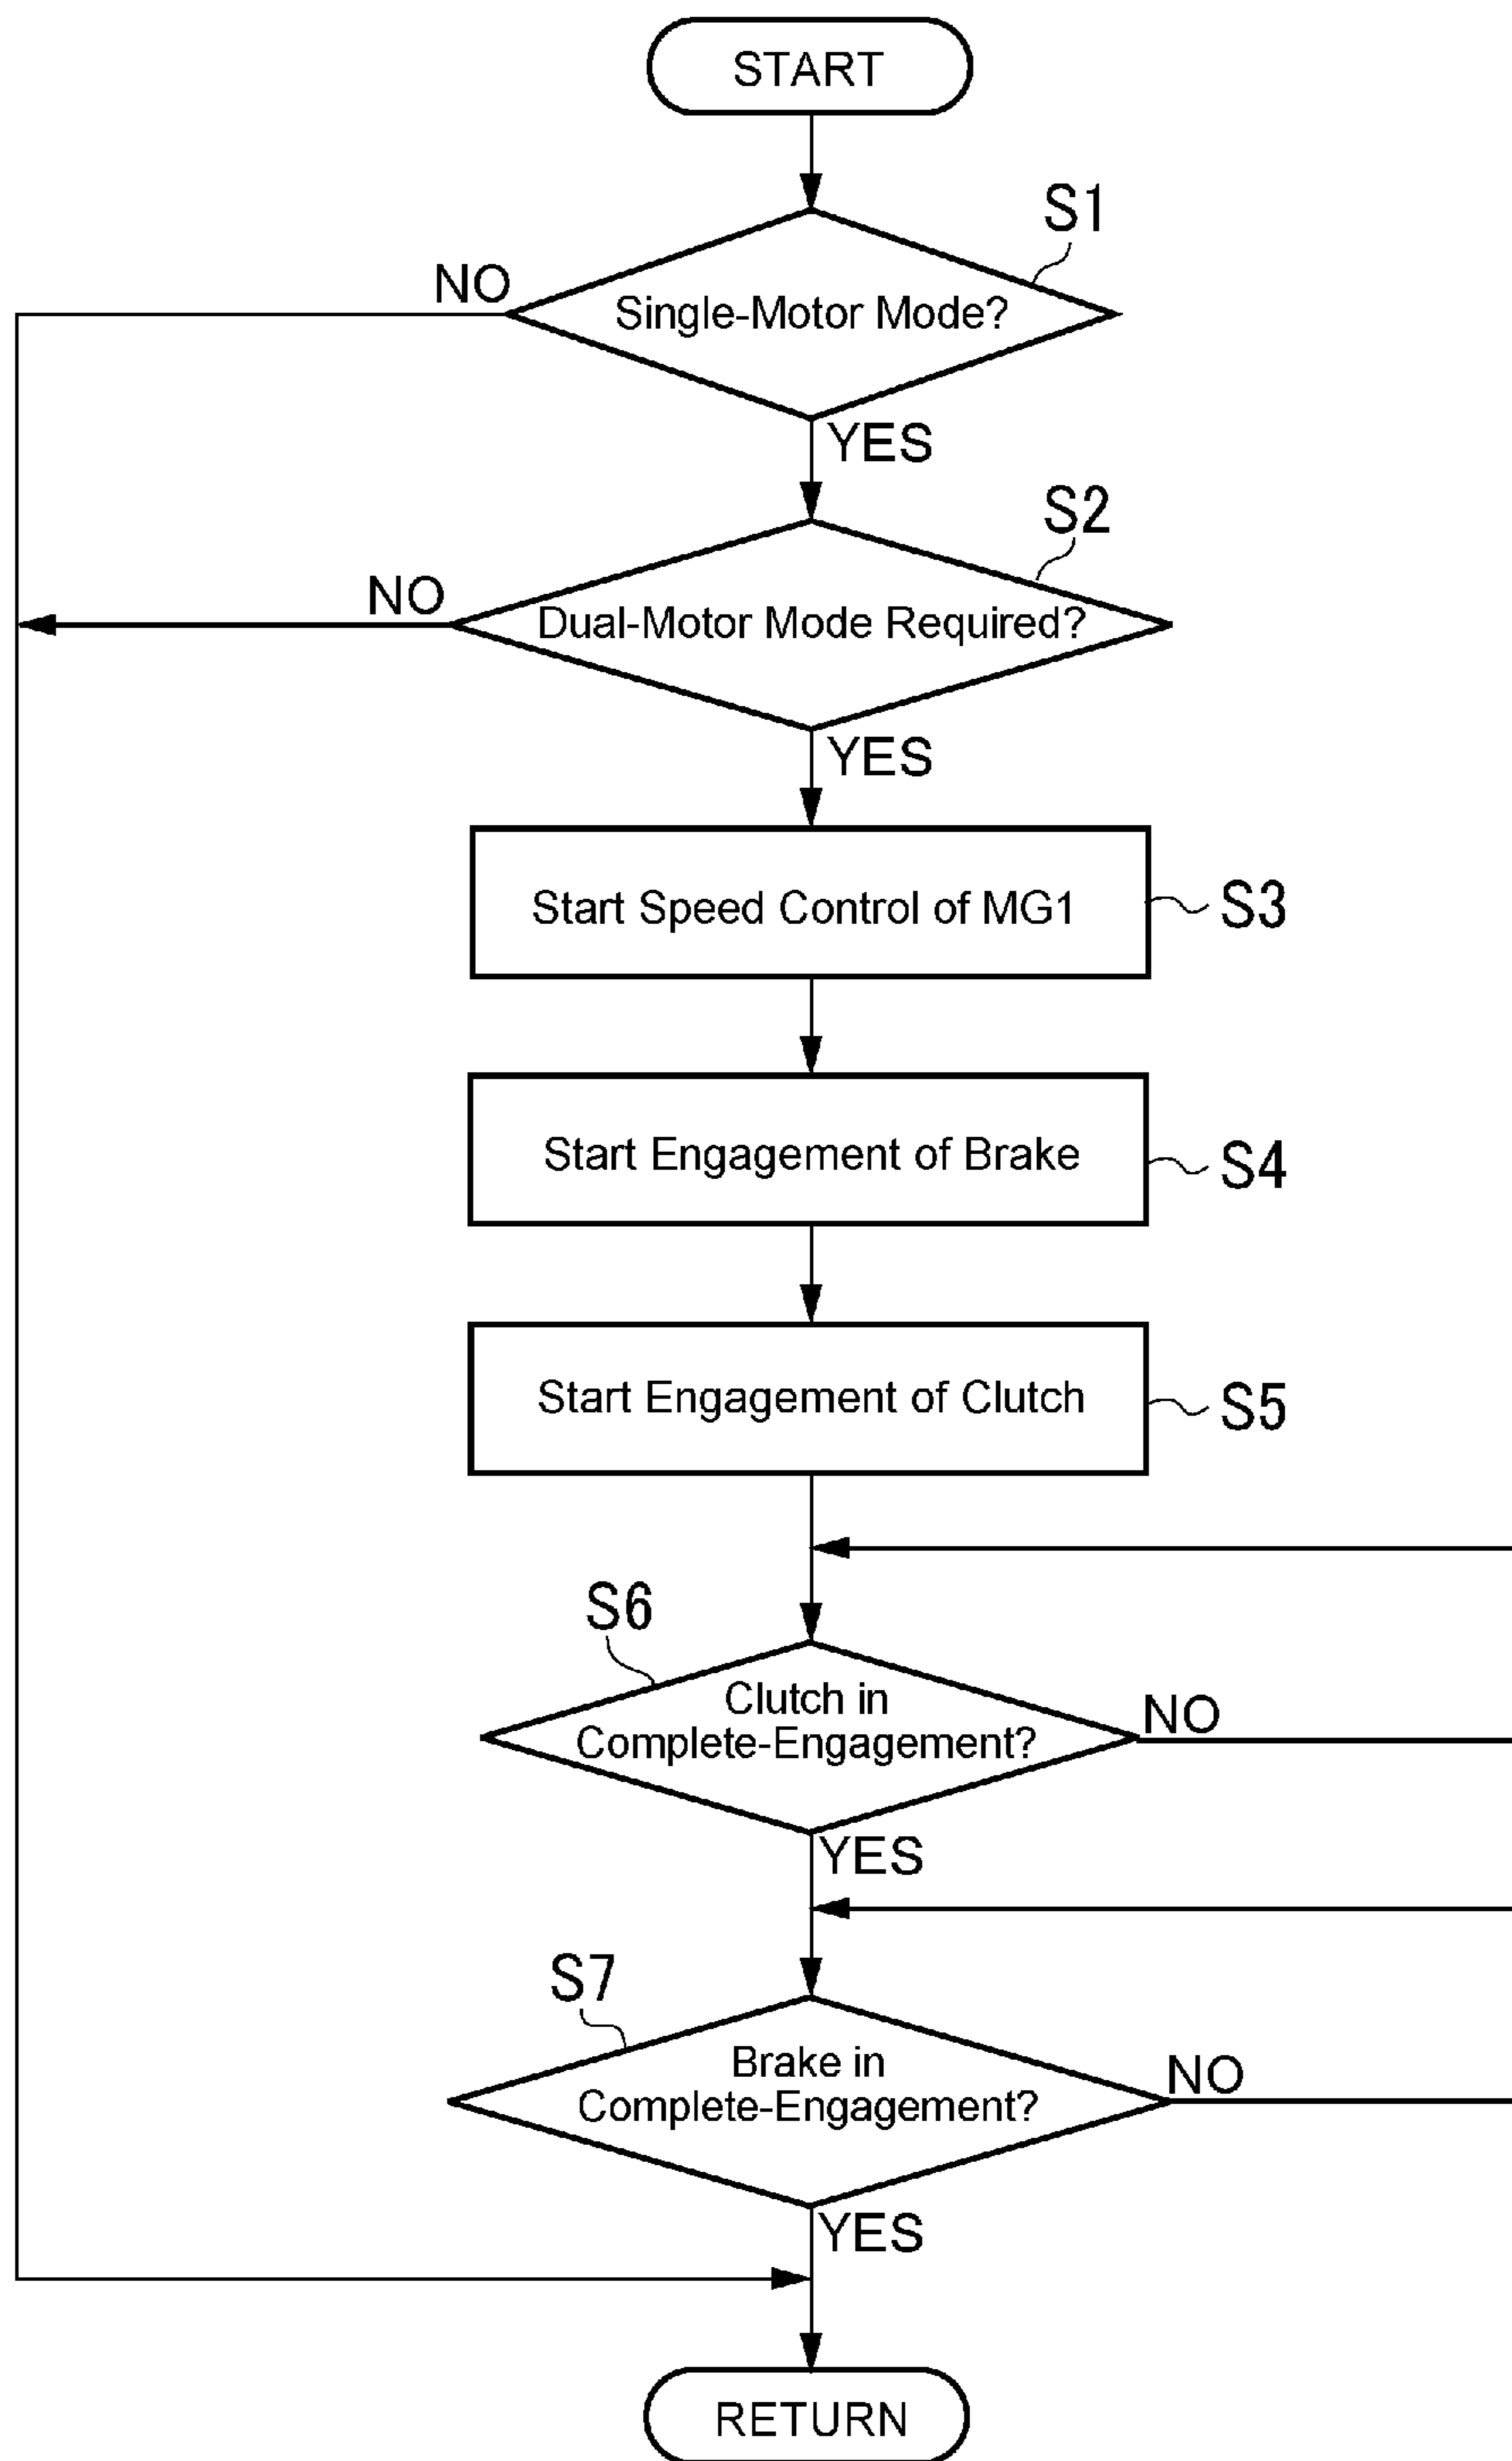 START
S1
NO
Single-Motor Mode?
YES
S2
NO
Dual-Motor Mode Required?
YES
Start Speed Control of MG1
S3
Start Engagement of Brake
S4
Start Engagement of Clutch
S5
S6
Clutch in
Complete-Engagement?
NO
YES
S7
Brake in
Complete-Engagement?
NO
YES
RETURN